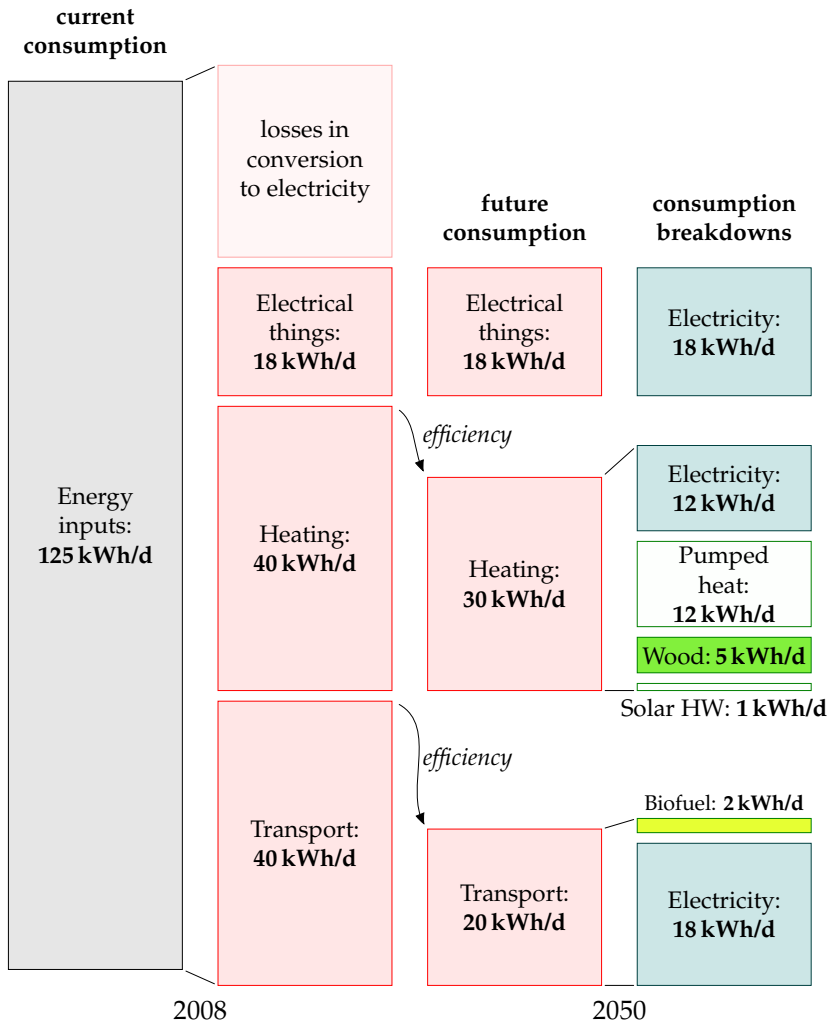 current
consumption
Energy
inputs:
125 kWh/d
losses in
conversion
to electricity
Electrical
things:
18 kWh/d
Heating:
40 kWh/d
Transport:
40 kWh/d
2008
efficiency
efficiency
future
consumption
Electrical
things:
18 kWh/d
Heating:
30 kWh/d
Transport:
20 kWh/d
consumption
breakdowns
Electricity:
18 kWh/d
Electricity:
12 kWh/d
Pumped
heat:
12 kWh/d
Wood: 5 kWh/d
Solar HW: 1 kWh/d
Biofuel: 2 kWh/d
Electricity:
18 kWh/d
2050